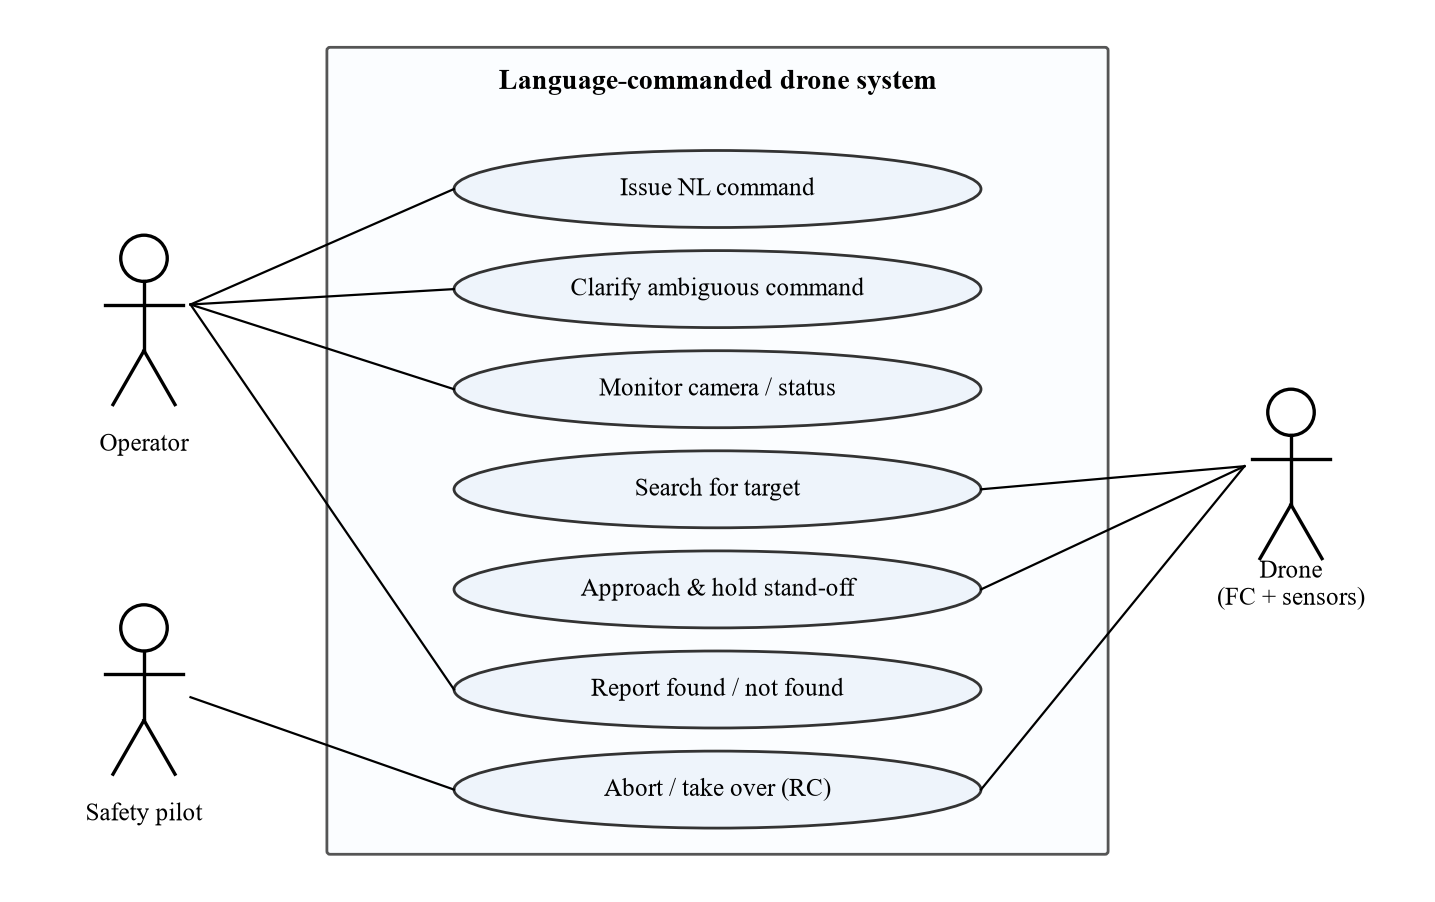 Language-commanded drone system
Issue NL command
Clarify ambiguous command
Monitor camera / status
Operator
Search for target
Drone
(FC + sensors)
Approach & hold stand-off
Report found / not found
Abort / take over (RC)
Safety pilot